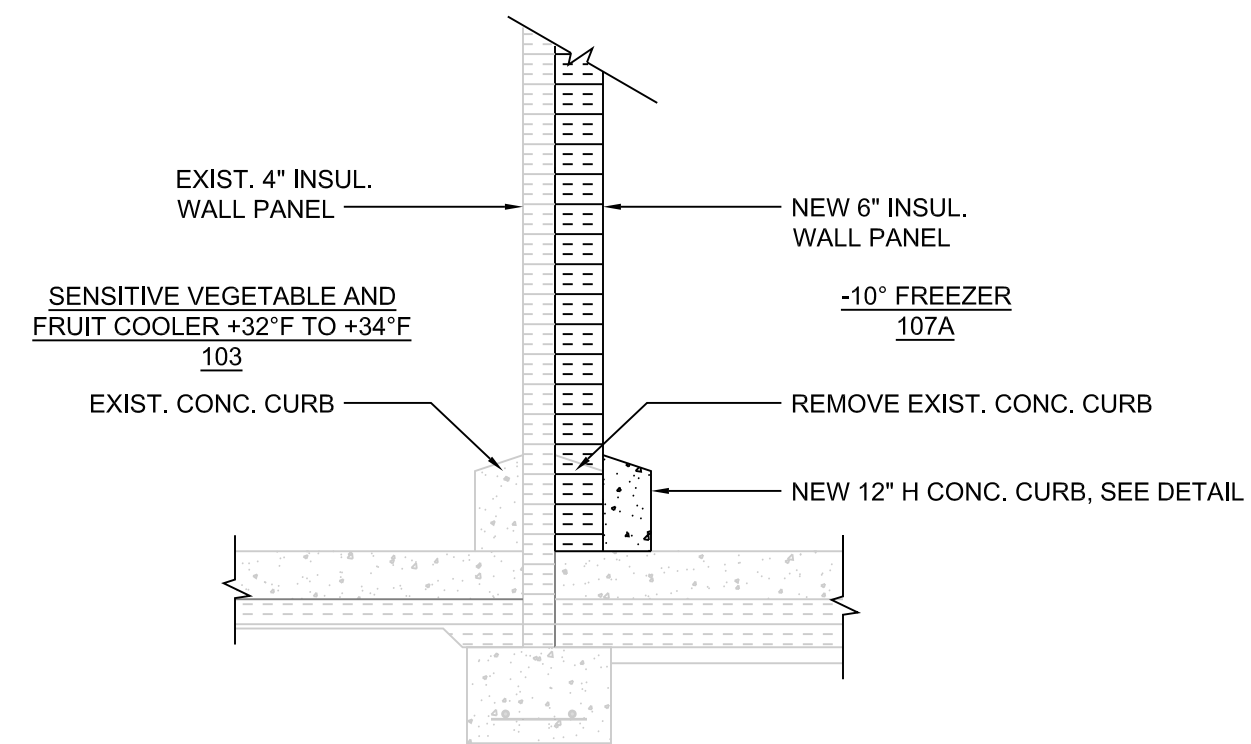 EXIST. 4" INSUL.
WALL PANEL
NEW 6" INSUL.
WALL PANEL
SENSITIVE VEGETABLE AND
FRUIT COOLER +32°F TO +34°F
103
-10° FREEZER
107A
EXIST. CONC. CURB
REMOVE EXIST. CONC. CURB
NEW 12" H CONC. CURB, SEE DETAIL